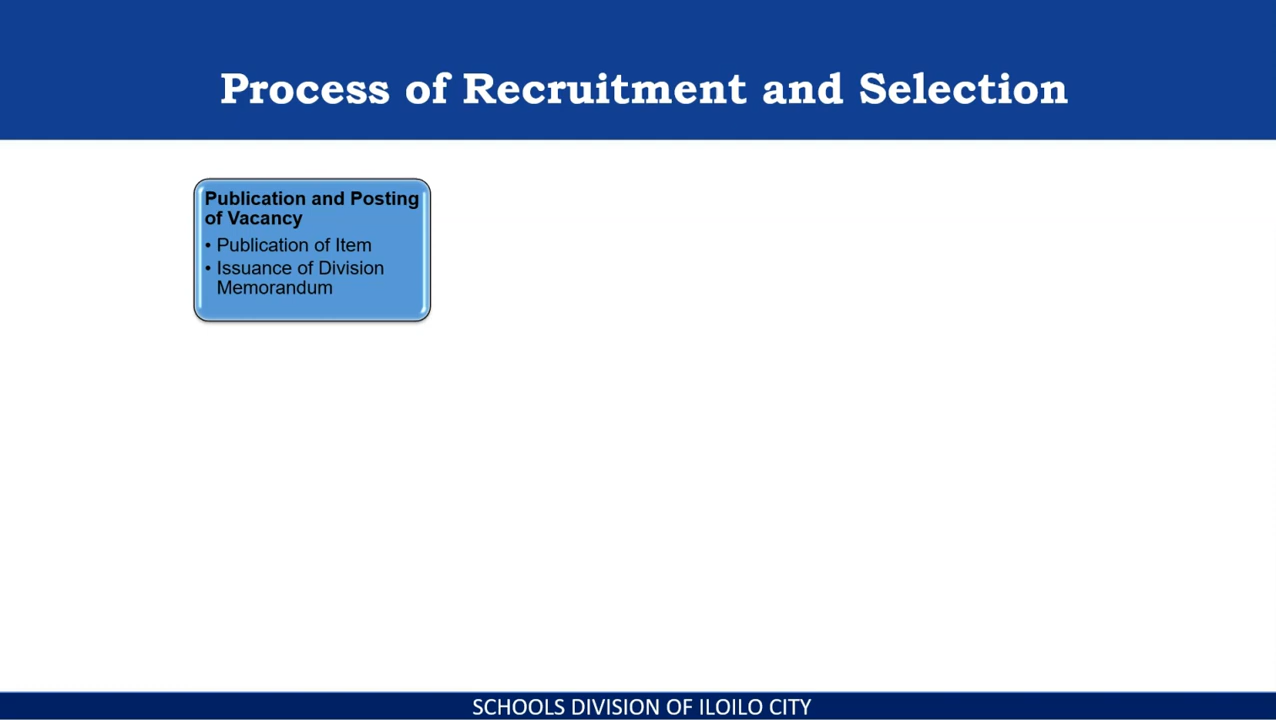 Process of Recruitment and Selection
Publication and Posting
of Vacancy
• Publication of Item
• Issuance of Division
Memorandum
SCHOOLS DIVISION OF ILOILO CITY